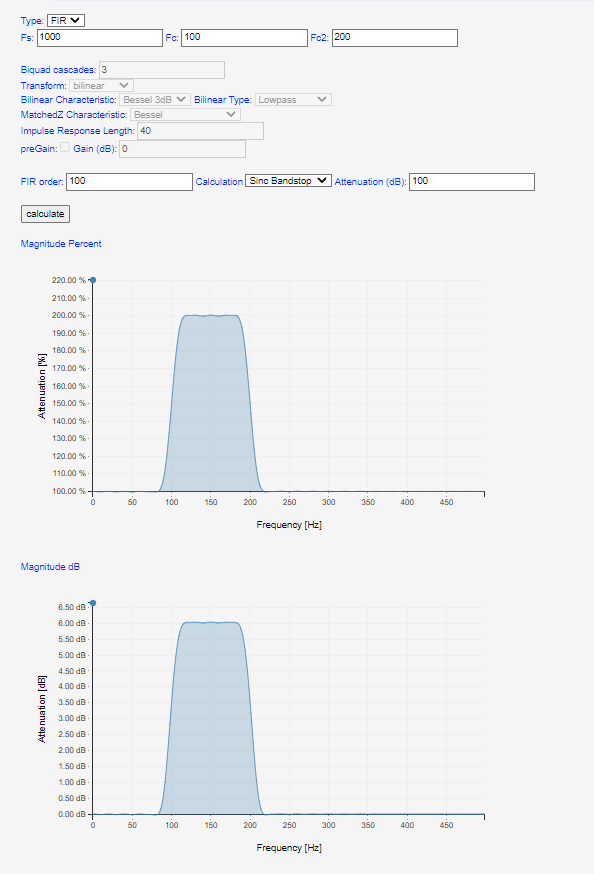 Type: FIR
Fs: 1000 Fc: 100 Fc2: 200
Biquad cascades: 3
Transform: bilinear
Bilinear Characteristic: Bessel 3dB Bilinear Type: Lowpass
MatchedZ Characteristic: Bessel
Impulse Response Length: 40
preGain: Gain (dB): 0
FIR order: 100 Calculation Sinc Bandstop Attenuation (dB): 100
calculate
Magnitude Percent
220.00 %
210.00 %
200.00 %
190.00 %
180.00 %
170.00 %
160.00 %
150.00 %
140.00 %
130.00 %
120.00 %
110.00 %
100.00 %
Attenuation [%]
0 50 100 150 200 250 300 350 400 450
Frequency [Hz]
Magnitude dB
6.50 dB
6.00 dB
5.50 dB
5.00 dB
4.50 dB
4.00 dB
3.50 dB
3.00 dB
2.50 dB
2.00 dB
1.50 dB
1.00 dB
0.50 dB
0.00 dB
Attenuation [dB]
0 50 100 150 200 250 300 350 400 450
Frequency [Hz]